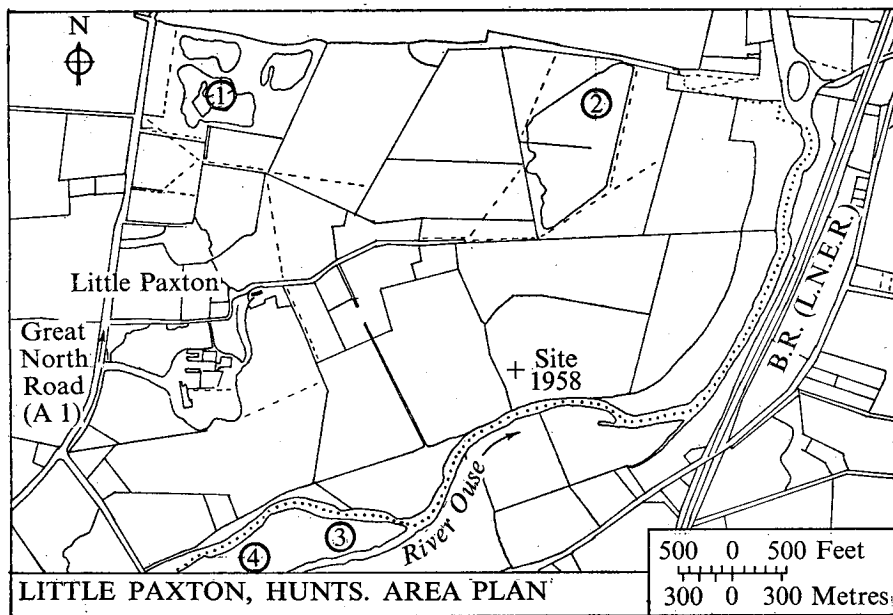 N
1
2
Little Paxton
Great
North
Road
(A 1)
Site
1958
B.R. (L.N.E.R.)
River Ouse
3
4
500 0 500 Feet
300 0 300 Metres
LITTLE PAXTON, HUNTS. AREA PLAN